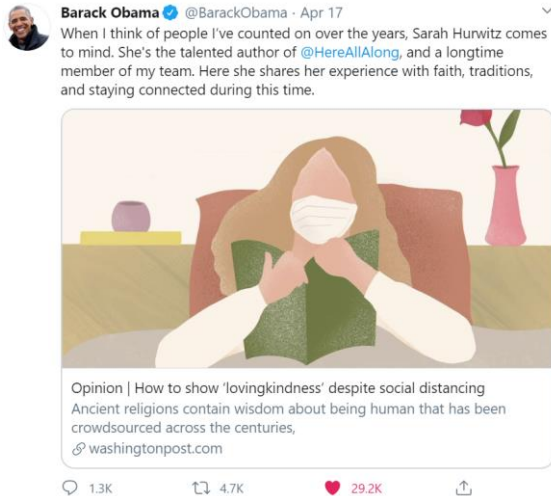 Barack Obama @BarackObama · Apr 17
When I think of people I've counted on over the years, Sarah Hurwitz comes
to mind. She's the talented author of @HereAllAlong, and a longtime
member of my team. Here she shares her experience with faith, traditions,
and staying connected during this time.
Opinion | How to show 'lovingkindness' despite social distancing
Ancient religions contain wisdom about being human that has been
crowdsourced across the centuries,
washingtonpost.com
1.3K 4.7K 29.2K